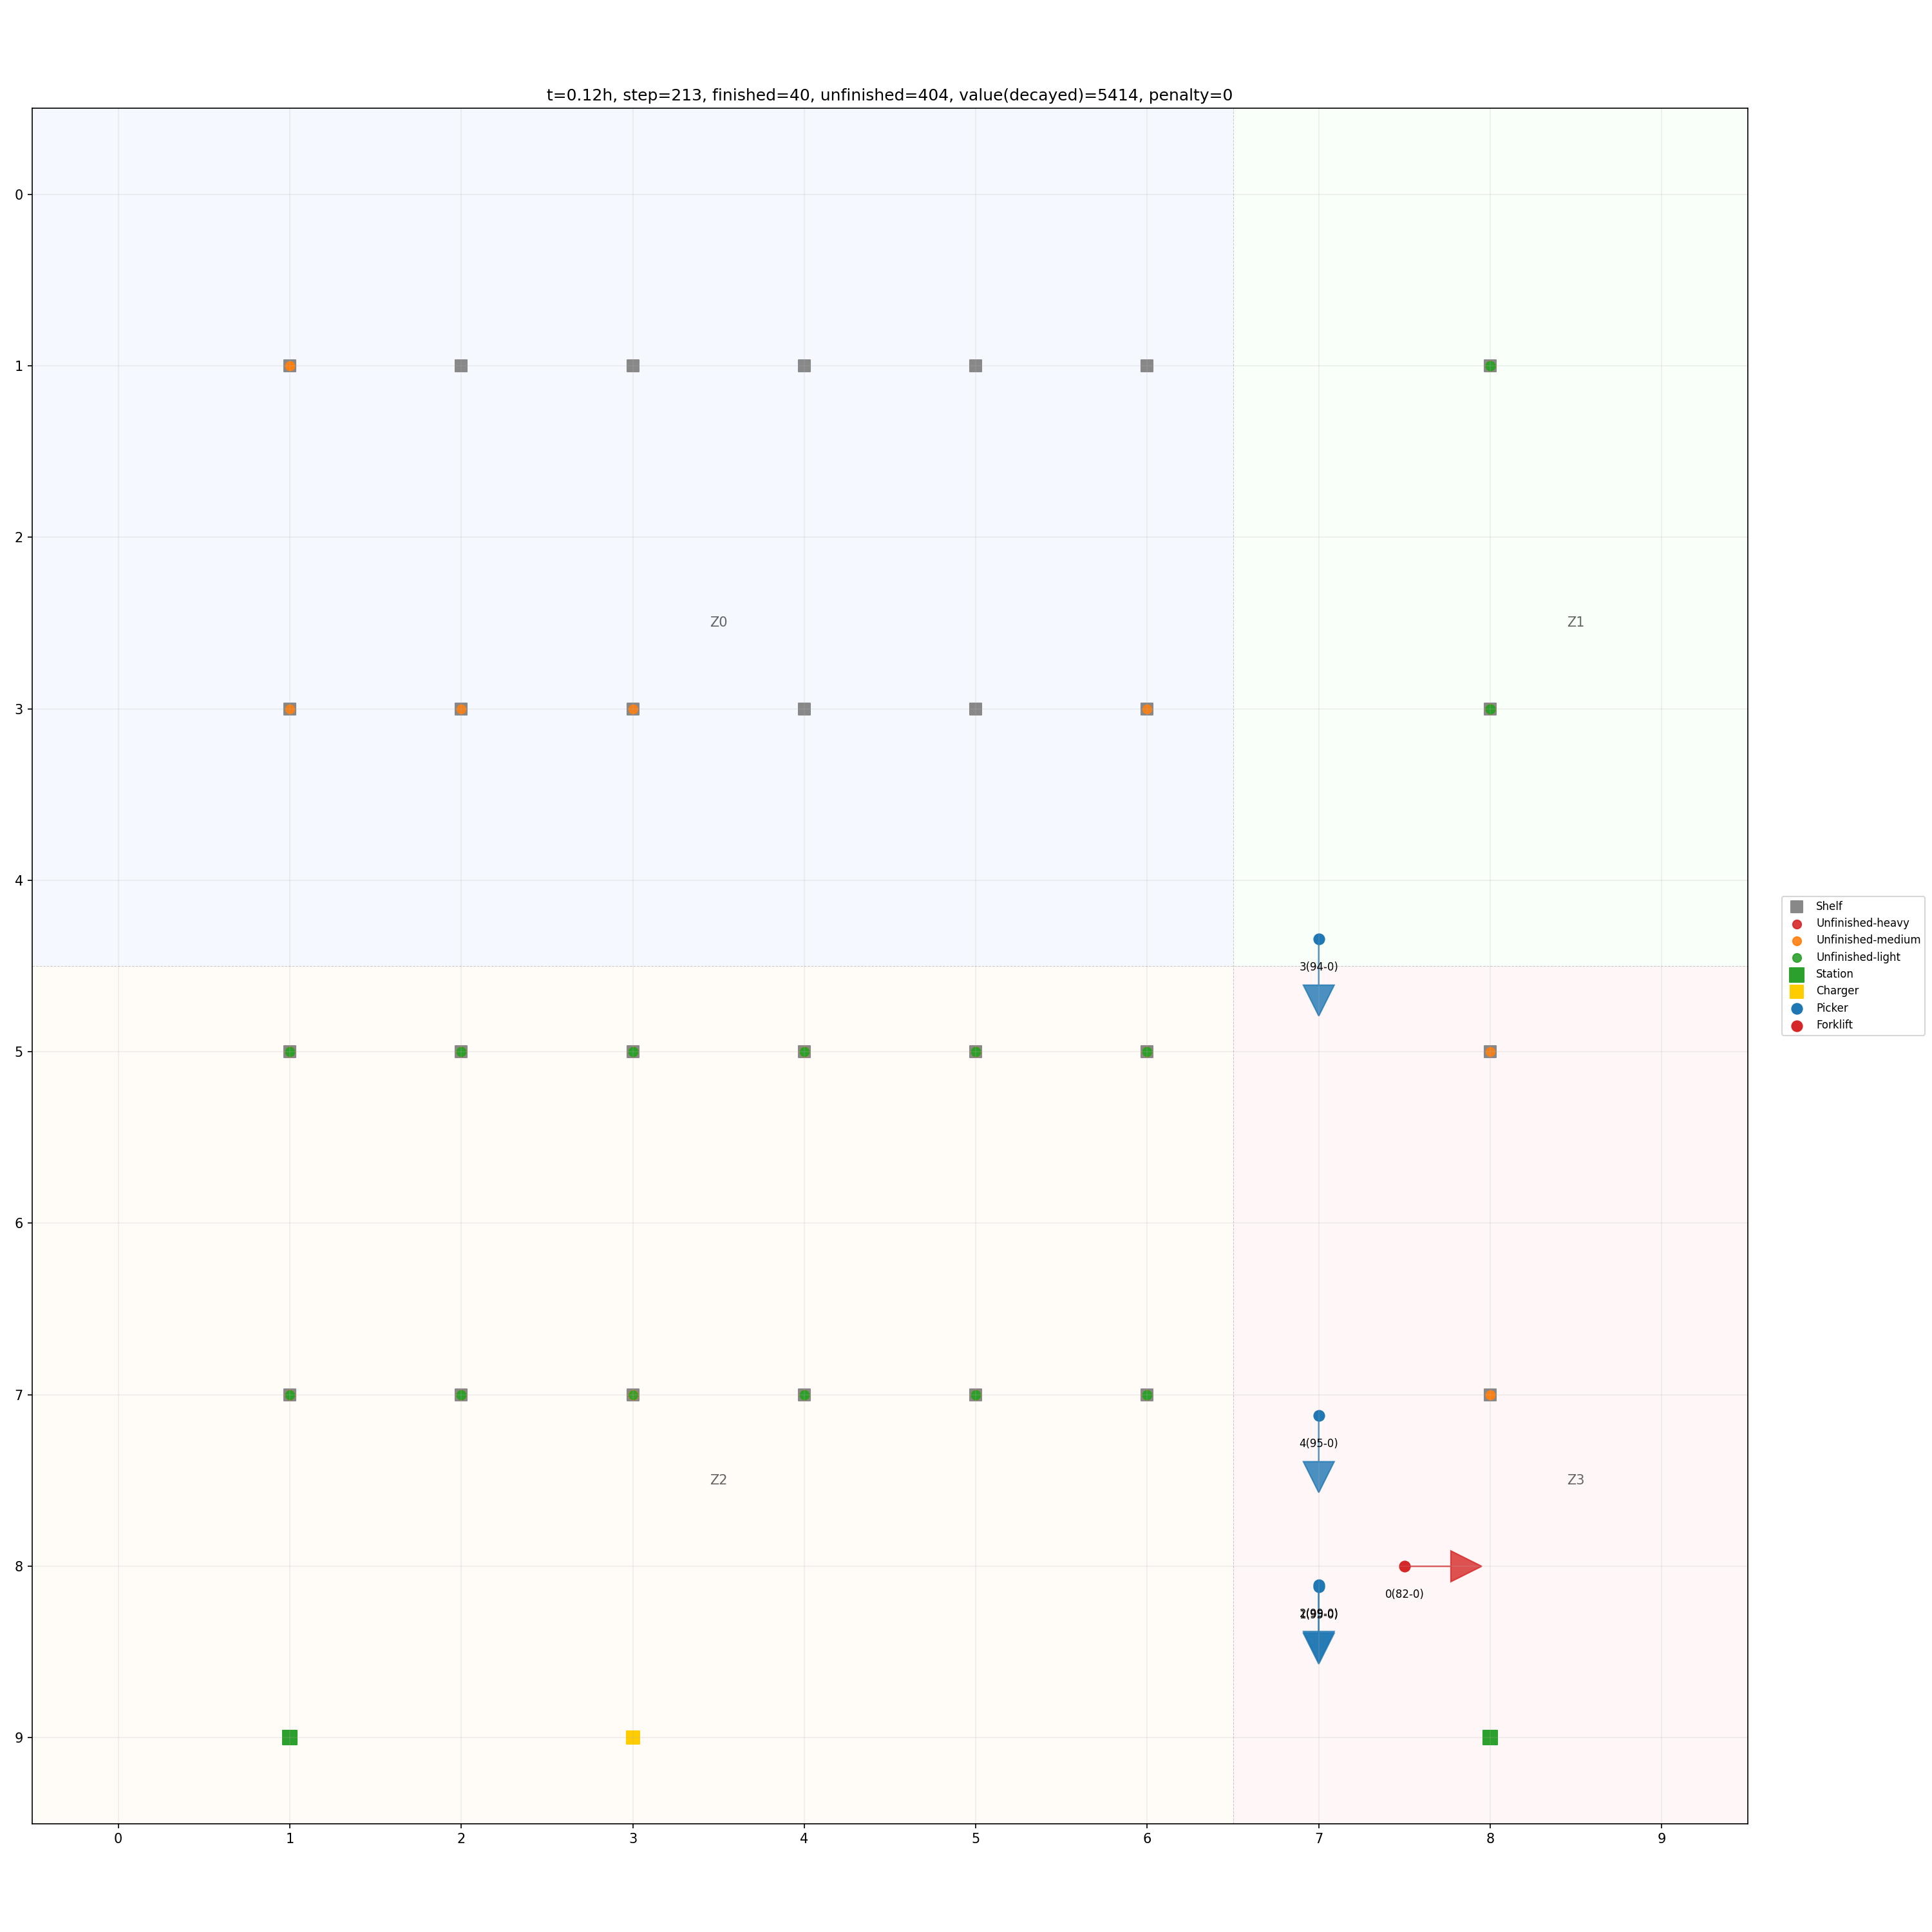 t=0.12h, step=213, finished=40, unfinished=404, value(decayed)=5414, penalty=0
0
1
2
Z0
Z1
3
4
3(94-0)
Shelf
Unfinished-heavy
Unfinished-medium
Unfinished-light
Station
Charger
Picker
Forklift
5
6
7
4(95-0)
Z2
Z3
8
0(82-0)
9
0 1 2 3 4 5 6 7 8 9